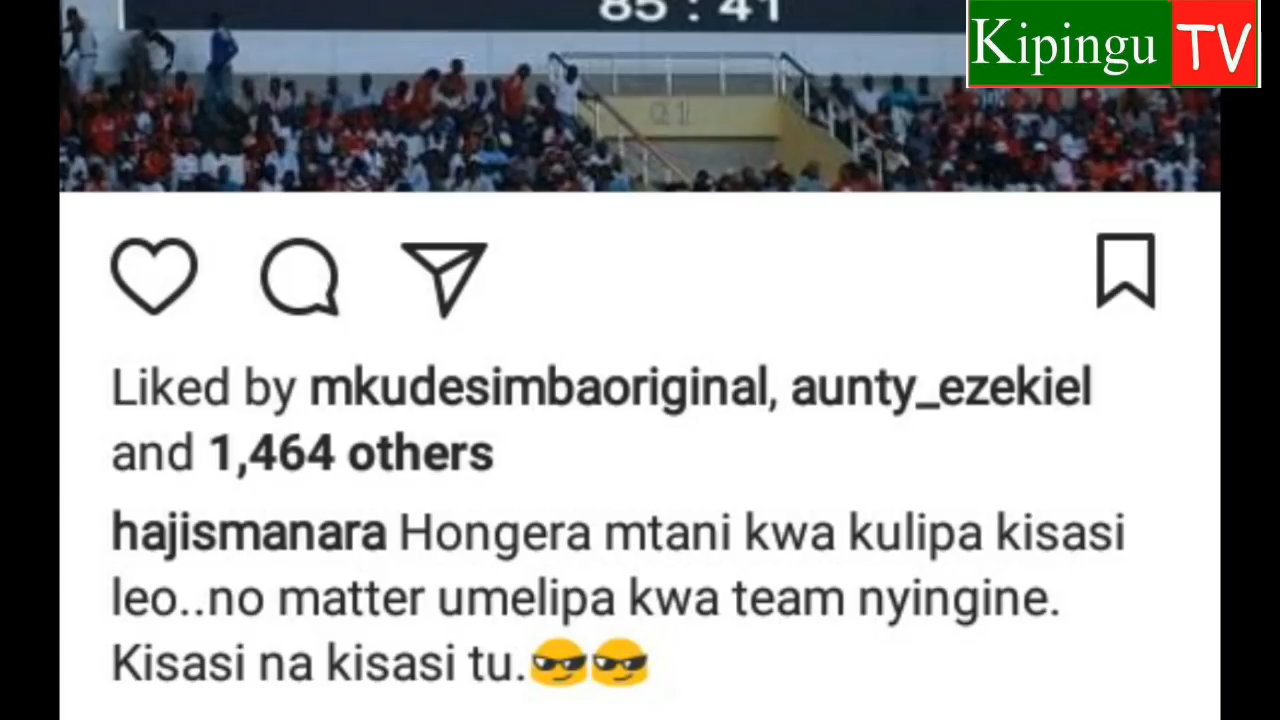 85 : 41
Kipingu TV
G1
Liked by mkudesimbaoriginal, aunty_ezekiel
and 1,464 others
hajismanara Hongera mtani kwa kulipa kisasi
leo..no matter umelipa kwa team nyingine.
Kisasi na kisasi tu.😎😎